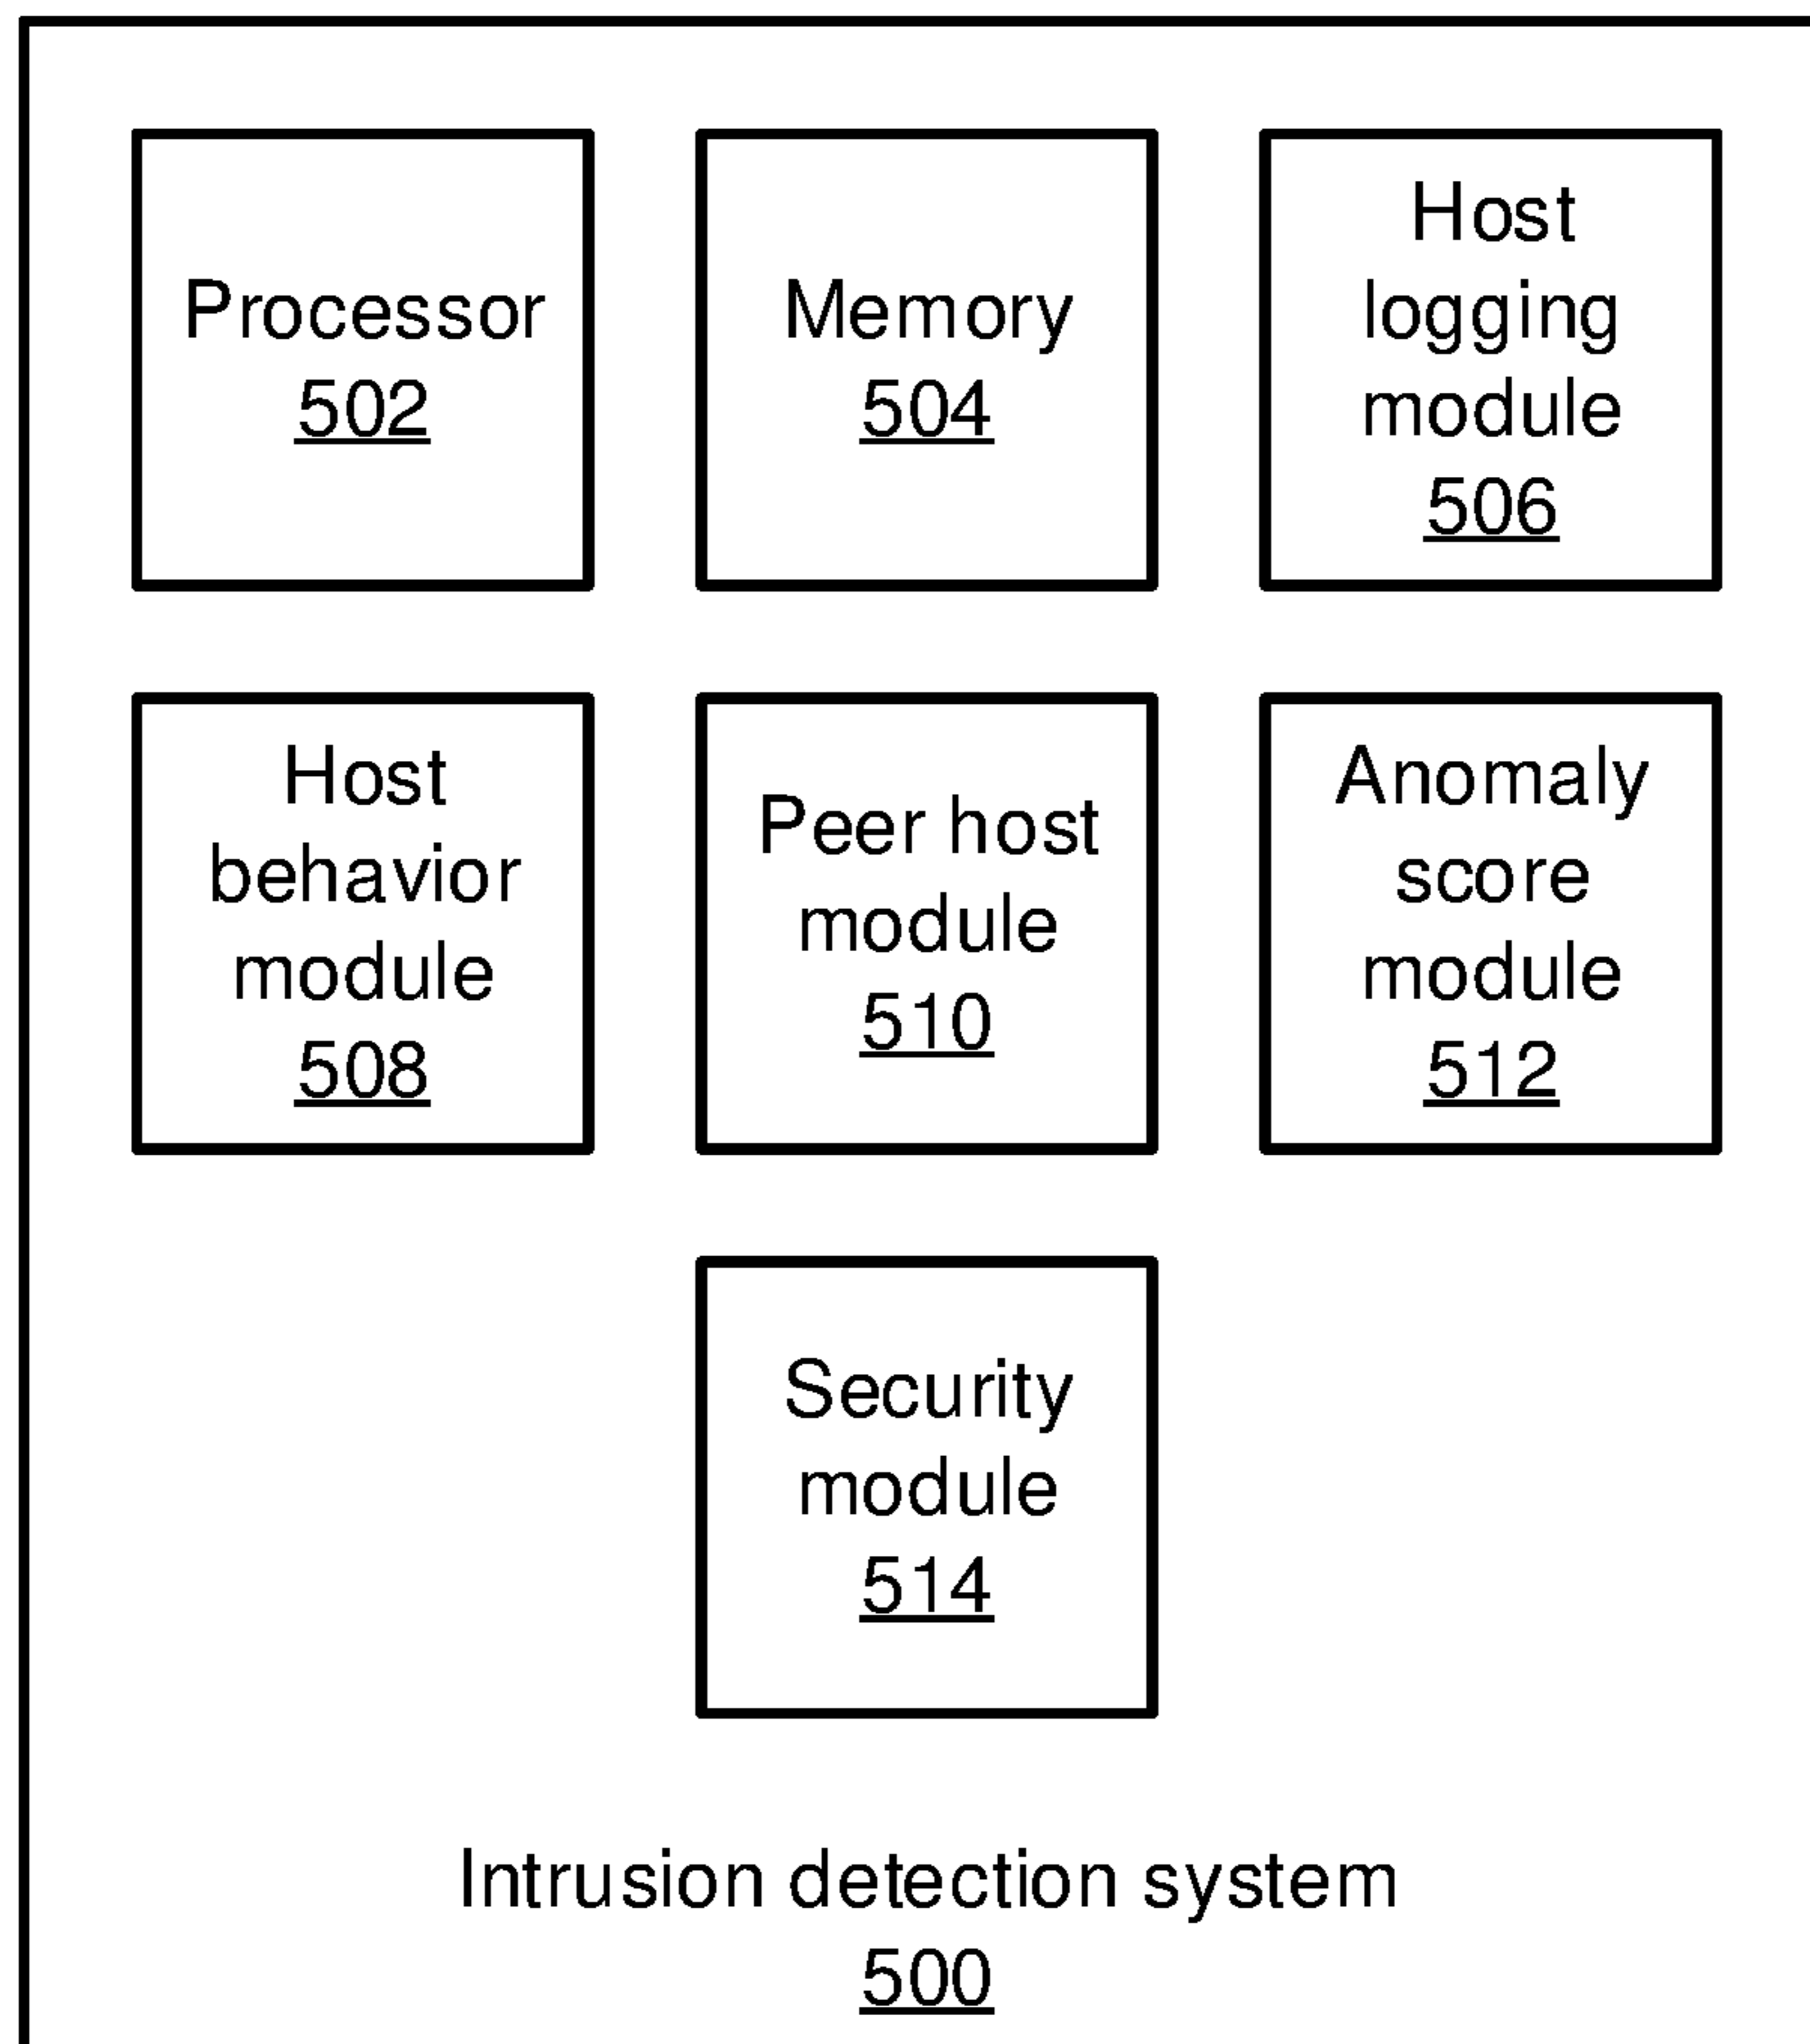 Processor
502
Memory
504
Host
logging
module
506
Host
behavior
module
508
Peer host
module
510
Anomaly
score
module
512
Security
module
514
Intrusion detection system
500